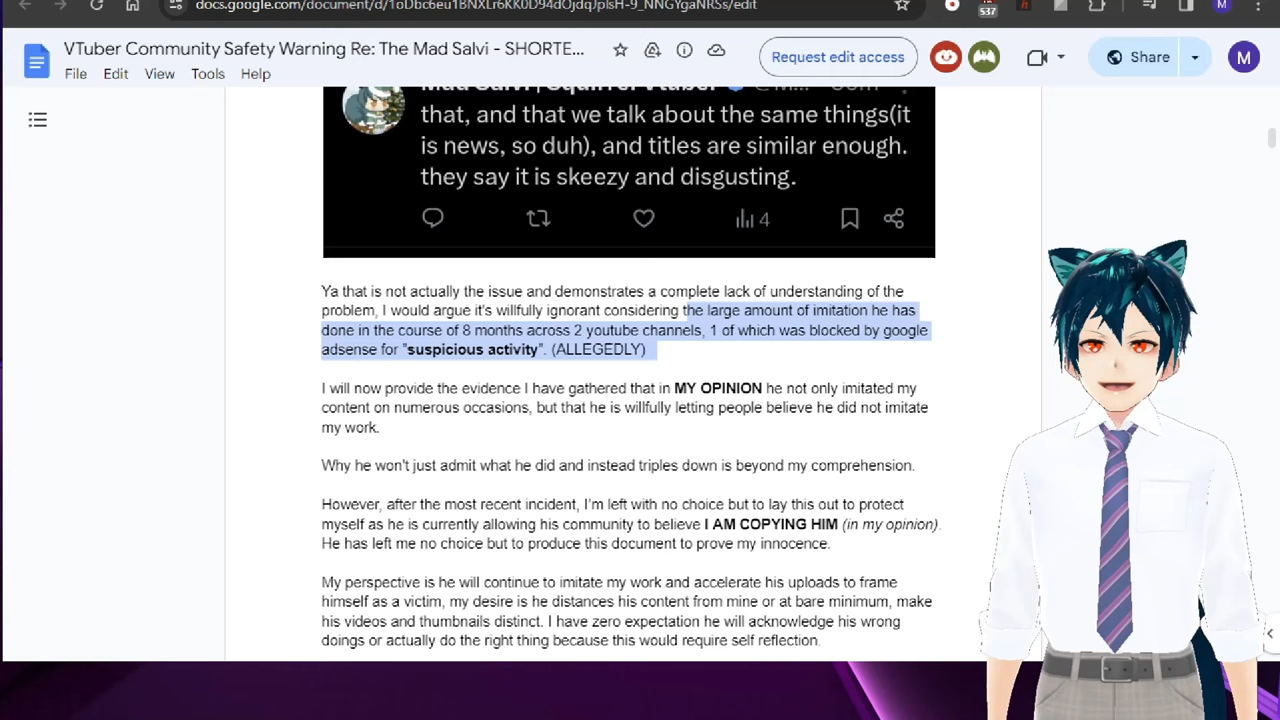 docs.google.com/document/d/1oDbc6eu1BNXLr6KK0D94dOjdq7plsH-9_NNGYgaNRSs/edit
537
M
VTuber Community Safety Warning Re: The Mad Salvi - SHORTE...
Request edit access
Share
M
File Edit View Tools Help
Mad Salvi | Squirrel Vtuber
that, and that we talk about the same things(it
is news, so duh), and titles are similar enough.
they say it is skeezy and disgusting.
4
Ya that is not actually the issue and demonstrates a complete lack of understanding of the
problem, I would argue it's willfully ignorant considering the large amount of imitation he has
done in the course of 8 months across 2 youtube channels, 1 of which was blocked by google
adsense for "suspicious activity". (ALLEGEDLY)
I will now provide the evidence I have gathered that in MY OPINION he not only imitated my
content on numerous occasions, but that he is willfully letting people believe he did not imitate
my work.
Why he won't just admit what he did and instead triples down is beyond my comprehension.
However, after the most recent incident, I'm left with no choice but to lay this out to protect
myself as he is currently allowing his community to believe I AM COPYING HIM (in my opinion).
He has left me no choice but to produce this document to prove my innocence.
My perspective is he will continue to imitate my work and accelerate his uploads to frame
himself as a victim, my desire is he distances his content from mine or at bare minimum, make
his videos and thumbnails distinct. I have zero expectation he will acknowledge his wrong
doings or actually do the right thing because this would require self reflection.